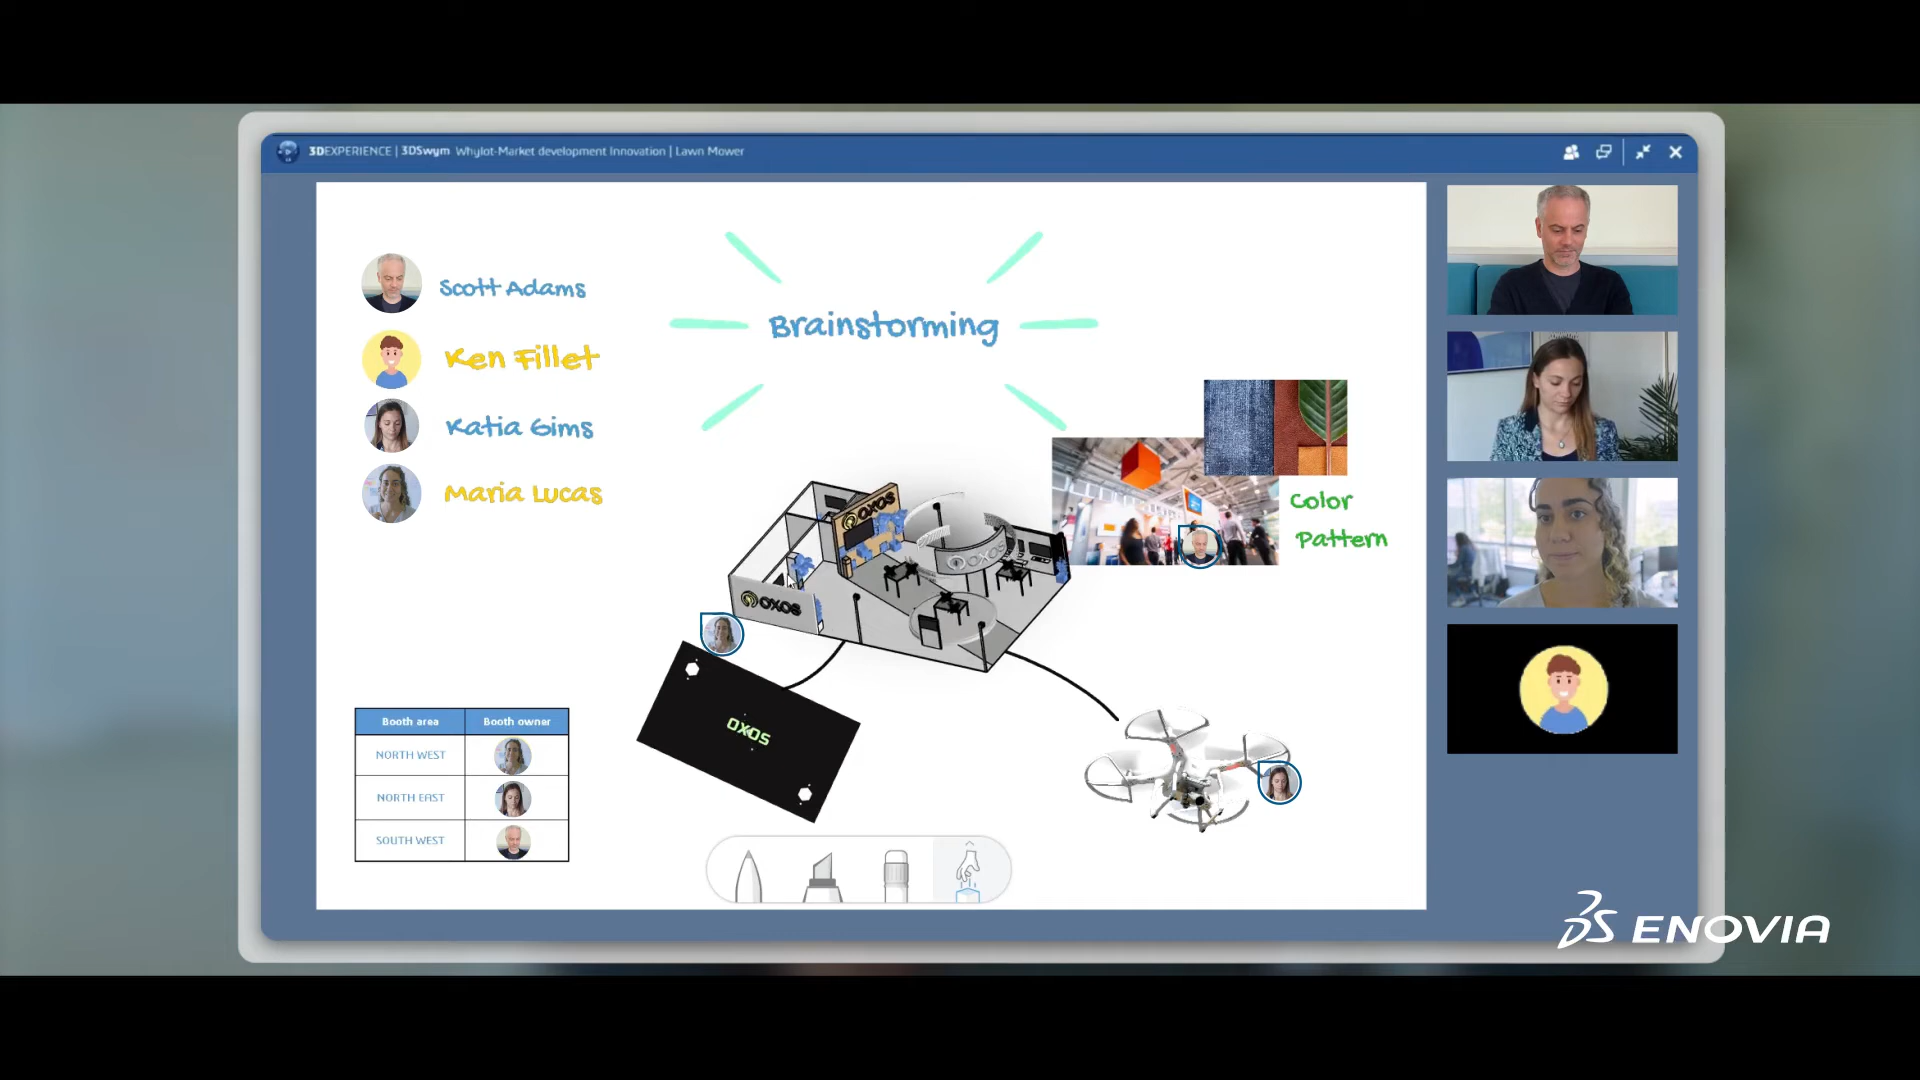 3DEXPERIENCE | 3DSwym Whylot-Market development Innovation | Lawn Mower
Scott Adams
Ken Fillet
Katia Gims
Maria Lucas
Brainstorming
Color
Pattern
OXOS
OXOS
OXOS
OXOS
Booth area Booth owner
NORTH WEST
NORTH EAST
SOUTH WEST
3DS ENOVIA